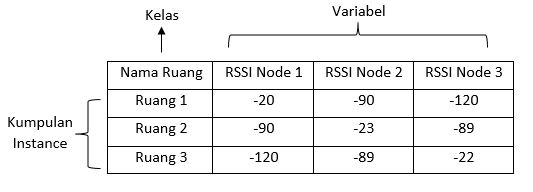 Kelas
Variabel
Nama Ruang RSSI Node 1 RSSI Node 2 RSSI Node 3
Ruang 1 -20 -90 -120
Ruang 2 -90 -23 -89
Ruang 3 -120 -89 -22
Kumpulan
Instance